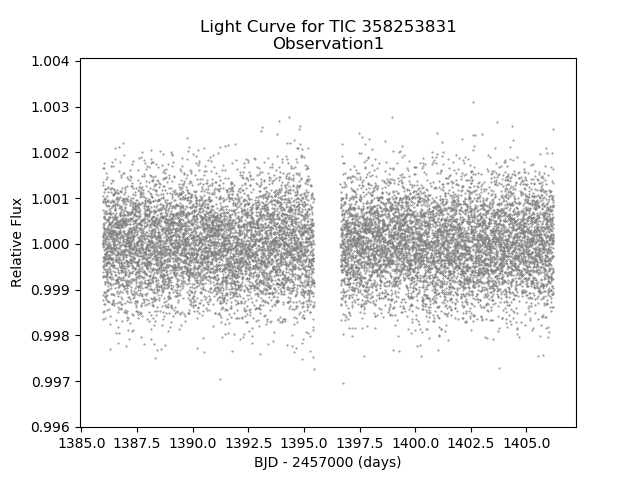 Light Curve for TIC 358253831
Observation1
1.004
1.003
1.002
1.001
1.000
0.999
0.998
0.997
0.996
Relative Flux
1385.0 1387.5 1390.0 1392.5 1395.0 1397.5 1400.0 1402.5 1405.0
BJD - 2457000 (days)